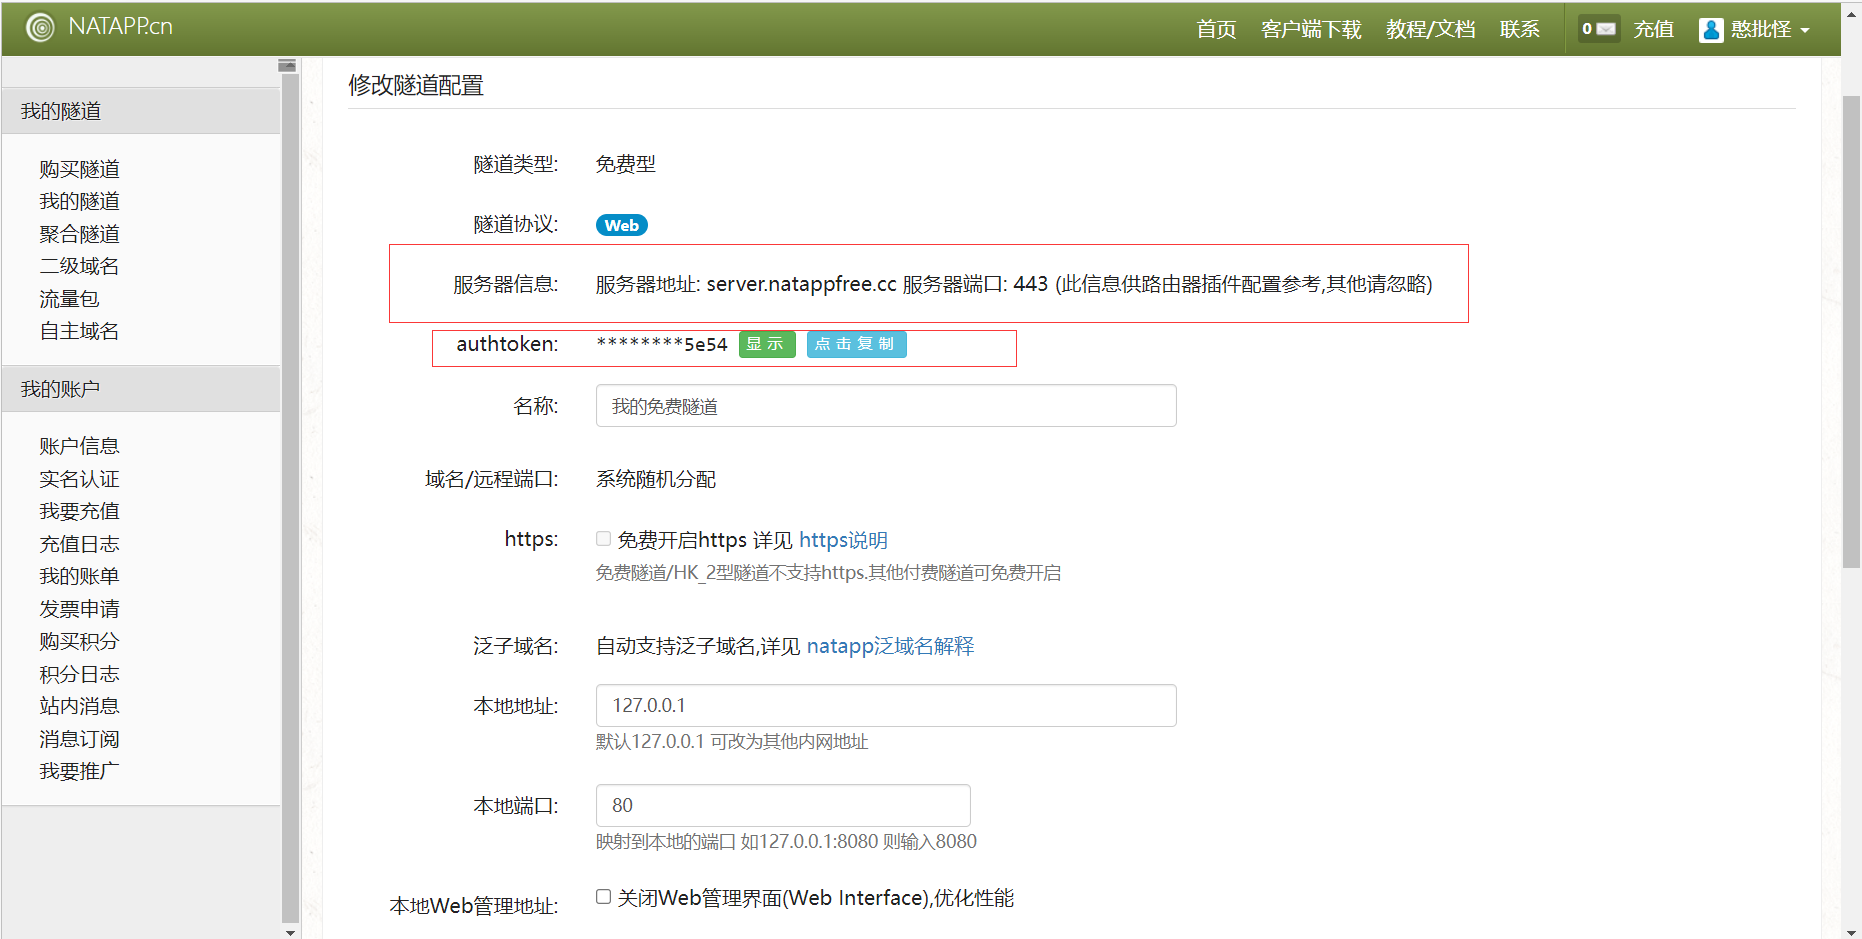 NATAPP.cn
首页 客户端下载 教程/文档 联系 0 充值 憨批怪
我的隧道
购买隧道
我的隧道
聚合隧道
二级域名
流量包
自主域名
我的账户
账户信息
实名认证
我要充值
充值日志
我的账单
发票申请
购买积分
积分日志
站内消息
消息订阅
我要推广
修改隧道配置
隧道类型: 免费型
隧道协议: Web
服务器信息: 服务器地址: server.natappfree.cc 服务器端口: 443 (此信息供路由器插件配置参考,其他请忽略)
authtoken: ********5e54 显示 点击复制
名称: 我的免费隧道
域名/远程端口: 系统随机分配
https: 免费开启https 详见 https说明
免费隧道/HK_2型隧道不支持https.其他付费隧道可免费开启
泛子域名: 自动支持泛子域名,详见 natapp泛域名解释
本地地址: 127.0.0.1
默认127.0.0.1 可改为其他内网地址
本地端口: 80
映射到本地的端口 如127.0.0.1:8080 则输入8080
本地Web管理地址: 关闭Web管理界面(Web Interface),优化性能